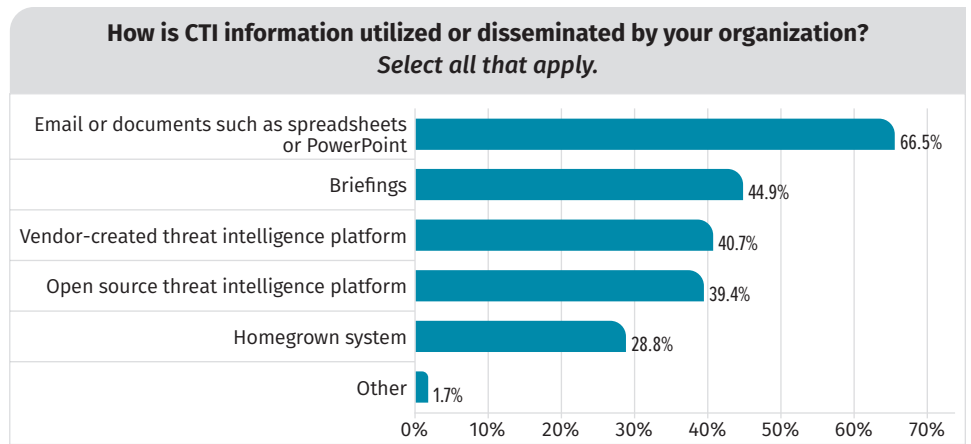 How is CTI information utilized or disseminated by your organization?
Select all that apply.
Email or documents such as spreadsheets
or PowerPoint
66.5%
Briefings
44.9%
Vendor-created threat intelligence platform
40.7%
Open source threat intelligence platform
39.4%
Homegrown system
28.8%
Other
1.7%
0% 10% 20% 30% 40% 50% 60% 70%